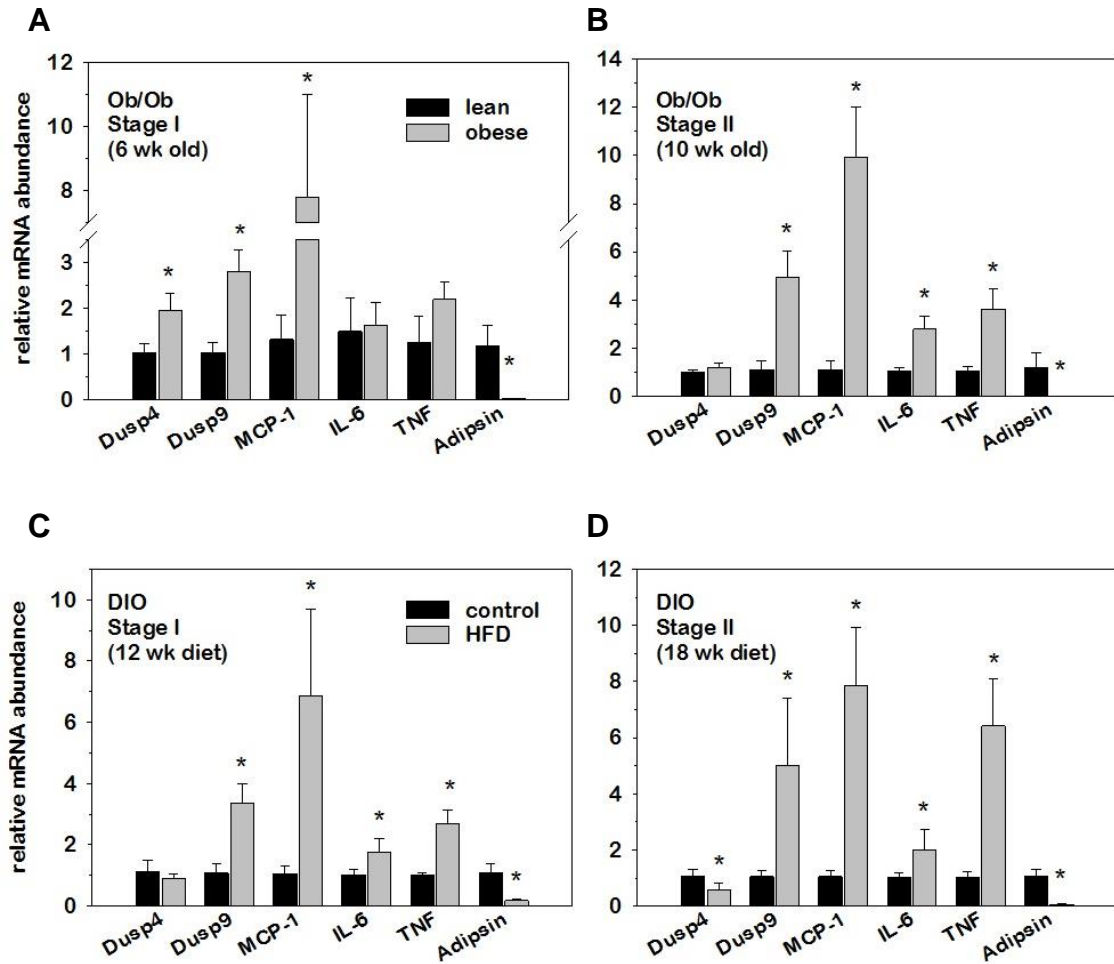 A
12
10
8
3
2
1
0
relative mRNA abundance
Ob/Ob
Stage I
(6 wk old)
lean
obese
*
*
*
*
Dusp4
Dusp9
MCP-1
IL-6
TNF
Adipsin
B
14
12
10
8
6
4
2
0
Ob/Ob
Stage II
(10 wk old)
*
*
*
*
*
Dusp4
Dusp9
MCP-1
IL-6
TNF
Adipsin
C
10
8
6
4
2
0
relative mRNA abundance
DIO
Stage I
(12 wk diet)
control
HFD
*
*
*
*
*
Dusp4
Dusp9
MCP-1
IL-6
TNF
Adipsin
D
12
10
8
6
4
2
0
DIO
Stage II
(18 wk diet)
*
*
*
*
*
*
Dusp4
Dusp9
MCP-1
IL-6
TNF
Adipsin